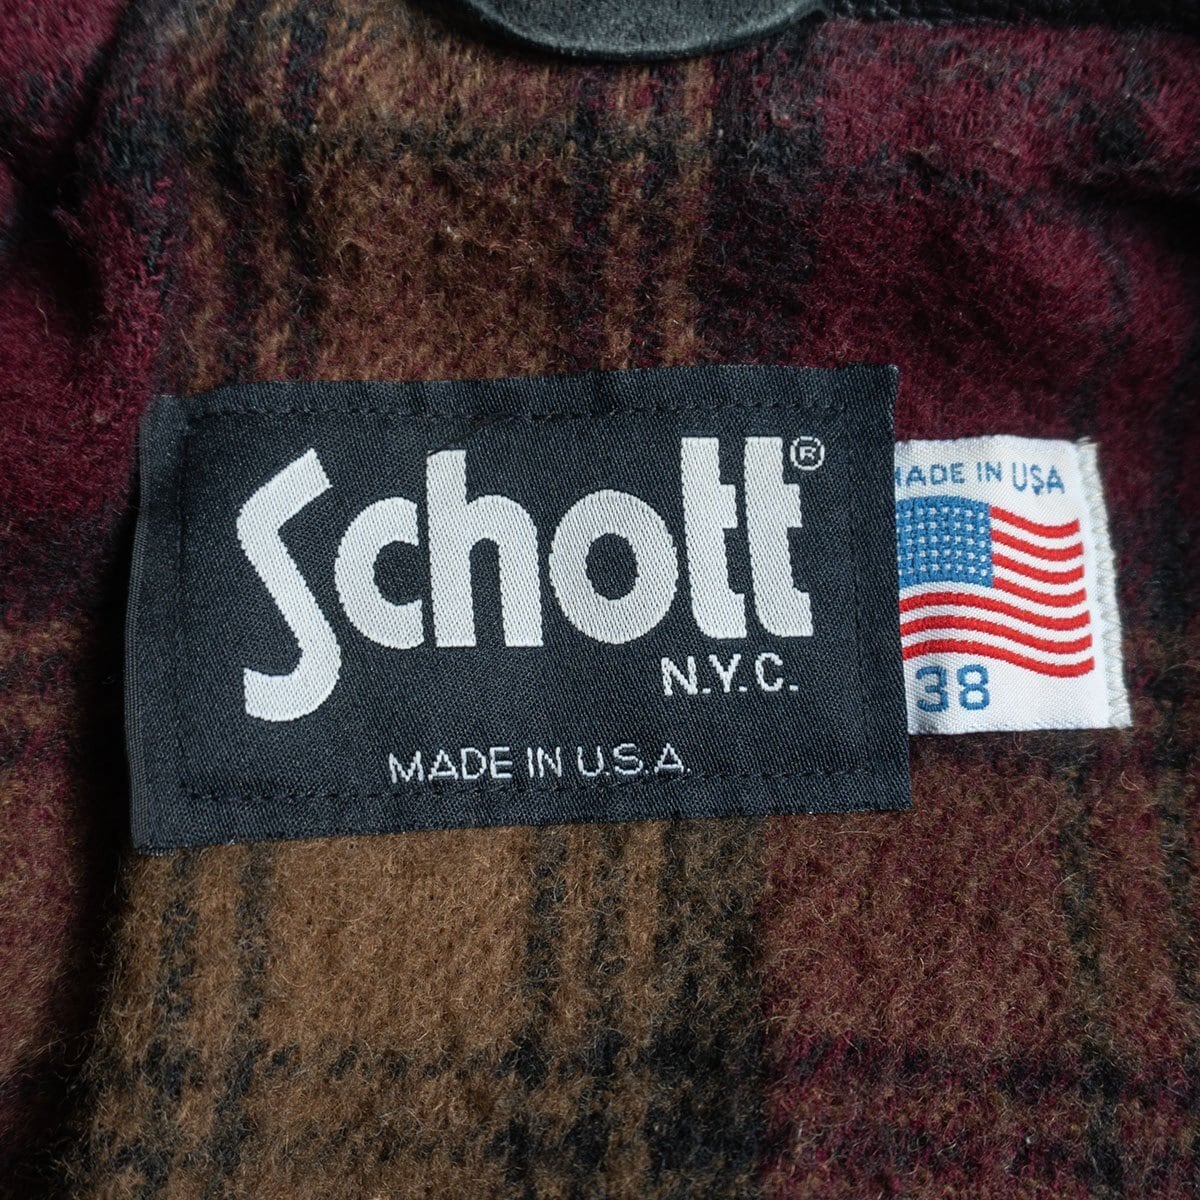 Schott®
N.Y.C.
MADE IN U.S.A.
MADE IN USA
38